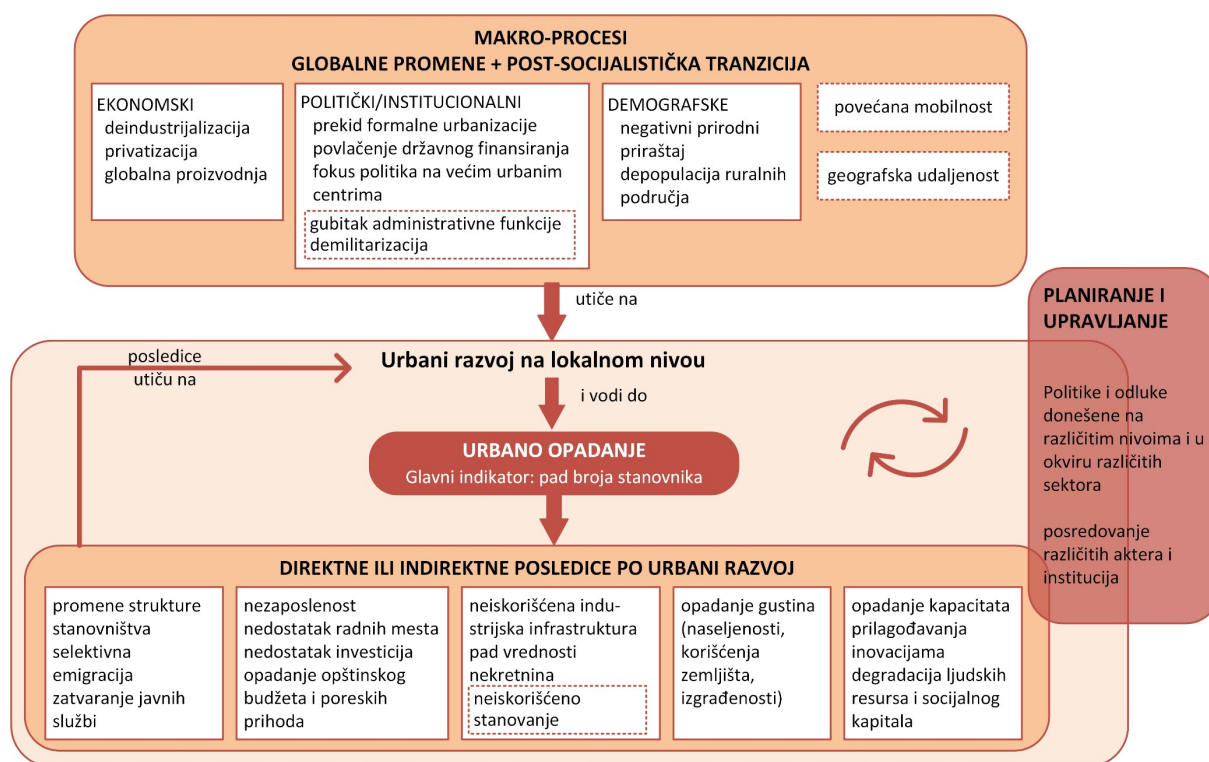 MAKRO-PROCESI
GLOBALNE PROMENE + POST-SOCIJALISTIČKA TRANZICIJA
EKONOMSKI
deindustrijalizacija
privatizacija
globalna proizvodnja
POLITIČKI/INSTITUCIONALNI
prekid formalne urbanizacije
povlačenje državnog finansiranja
fokus politika na većim urbanim
centrima
gubitak administrativne funkcije
demilitarizacija
DEMOGRAFSKE
negativni prirodni
priraštaj
depopulacija ruralnih
područja
povećana mobilnost
geografska udaljenost
utiče na
PLANIRANJE I
UPRAVLJANJE
Politike i odluke
donešene na
različitim nivoima i u
okviru različitih
sektora
posredovanje
različitih aktera i
institucija
posledice
utiču na
Urbani razvoj na lokalnom nivou
i vodi do
URBANO OPADANJE
Glavni indikator: pad broja stanovnika
DIREKTNE ILI INDIREKTNE POSLEDICE PO URBANI RAZVOJ
promene strukture
stanovništva
selektivna
emigracija
zatvaranje javnih
službi
nezaposlenost
nedostatak radnih mesta
nedostatak investicija
opadanje opštinskog
budžeta i poreskih
prihoda
neiskorišćena indu-
strijska infrastruktura
pad vrednosti
nekretnina
neiskorišćeno
stanovanje
opadanje gustina
(naseljenosti,
korišćenja
zemljišta,
izgrađenosti)
opadanje kapacitata
prilagođavanja
inovacijama
degradacija ljudskih
resursa i socijalnog
kapitala